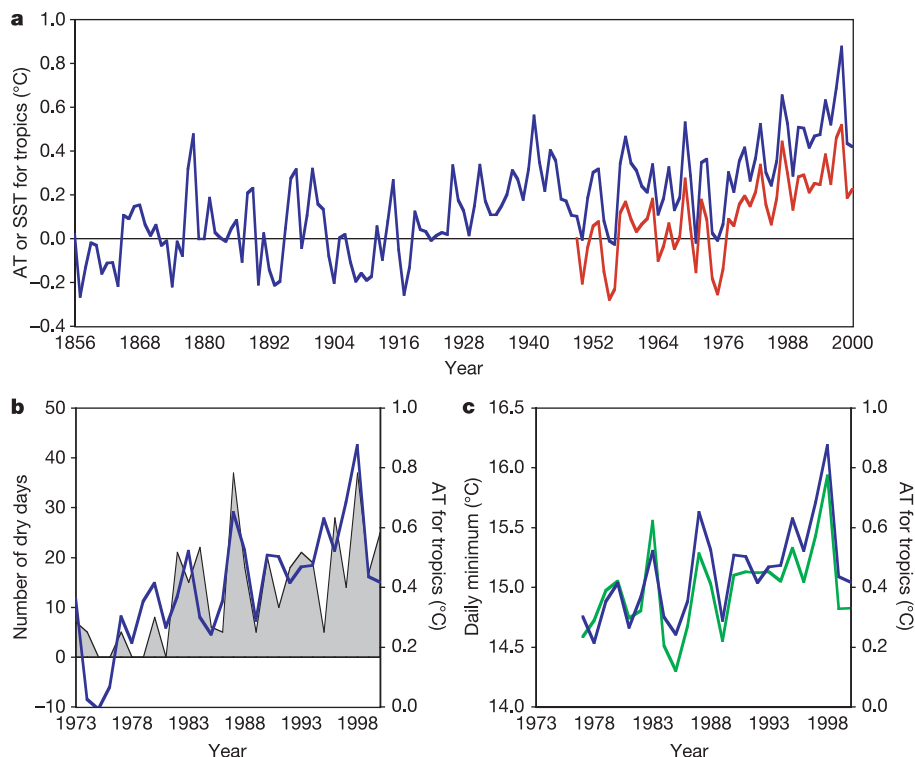 a
AT or SST for tropics (°C)
1.0
0.8
0.6
0.4
0.2
0.0
−0.2
−0.4
1856 1868 1880 1892 1904 1916 1928 1940 1952 1964 1976 1988 2000
Year
b
Number of dry days
50
40
30
20
10
0
−10
1.0
0.8
0.6
0.4
0.2
0.0
AT for tropics (°C)
1973 1978 1983 1988 1993 1998
Year
c
Daily minimum (°C)
16.5
16.0
15.5
15.0
14.5
14.0
1.0
0.8
0.6
0.4
0.2
0.0
AT for tropics (°C)
1973 1978 1983 1988 1993 1998
Year